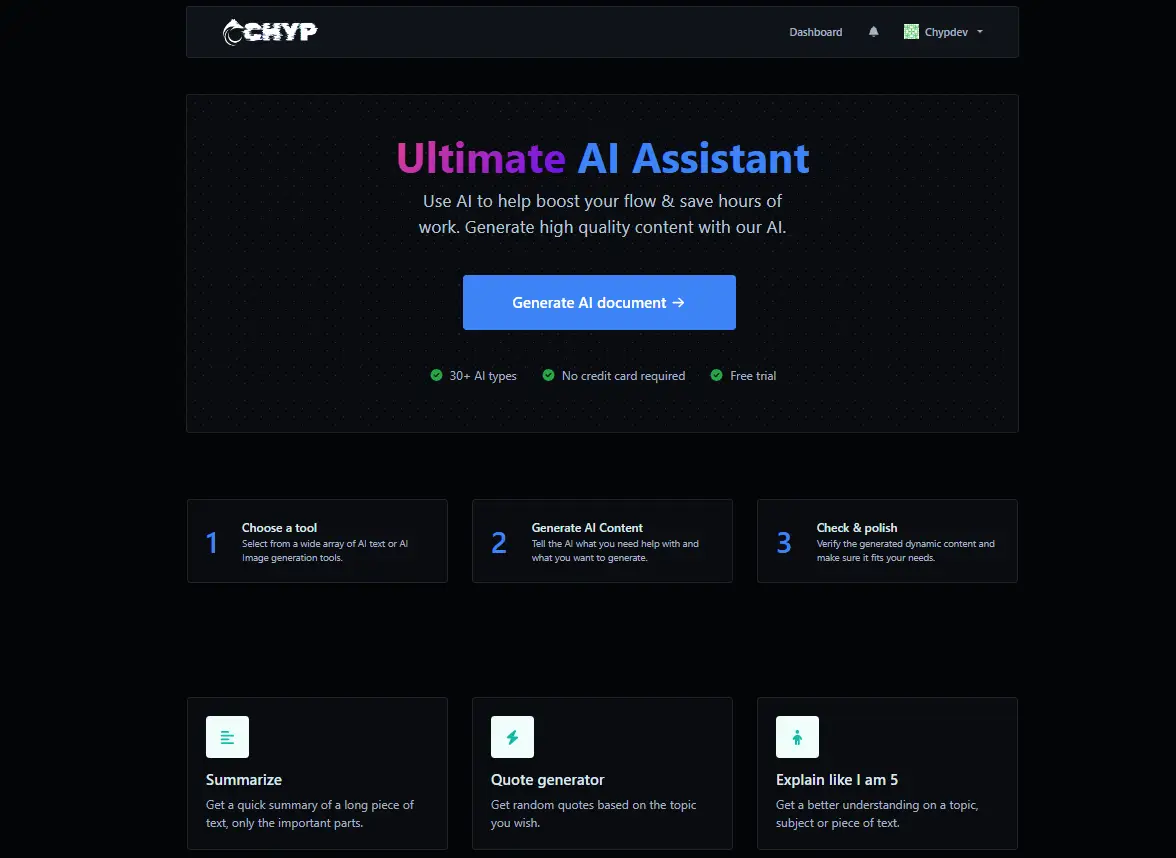 CHYP
Dashboard
Chypdev
Ultimate AI Assistant
Use AI to help boost your flow & save hours of
work. Generate high quality content with our AI.
Generate AI document →
30+ AI types
No credit card required
Free trial
1
Choose a tool
Select from a wide array of AI text or AI
Image generation tools.
2
Generate AI Content
Tell the AI what you need help with and
what you want to generate.
3
Check & polish
Verify the generated dynamic content and
make sure it fits your needs.
Summarize
Get a quick summary of a long piece of
text, only the important parts.
Quote generator
Get random quotes based on the topic
you wish.
Explain like I am 5
Get a better understanding on a topic,
subject or piece of text.